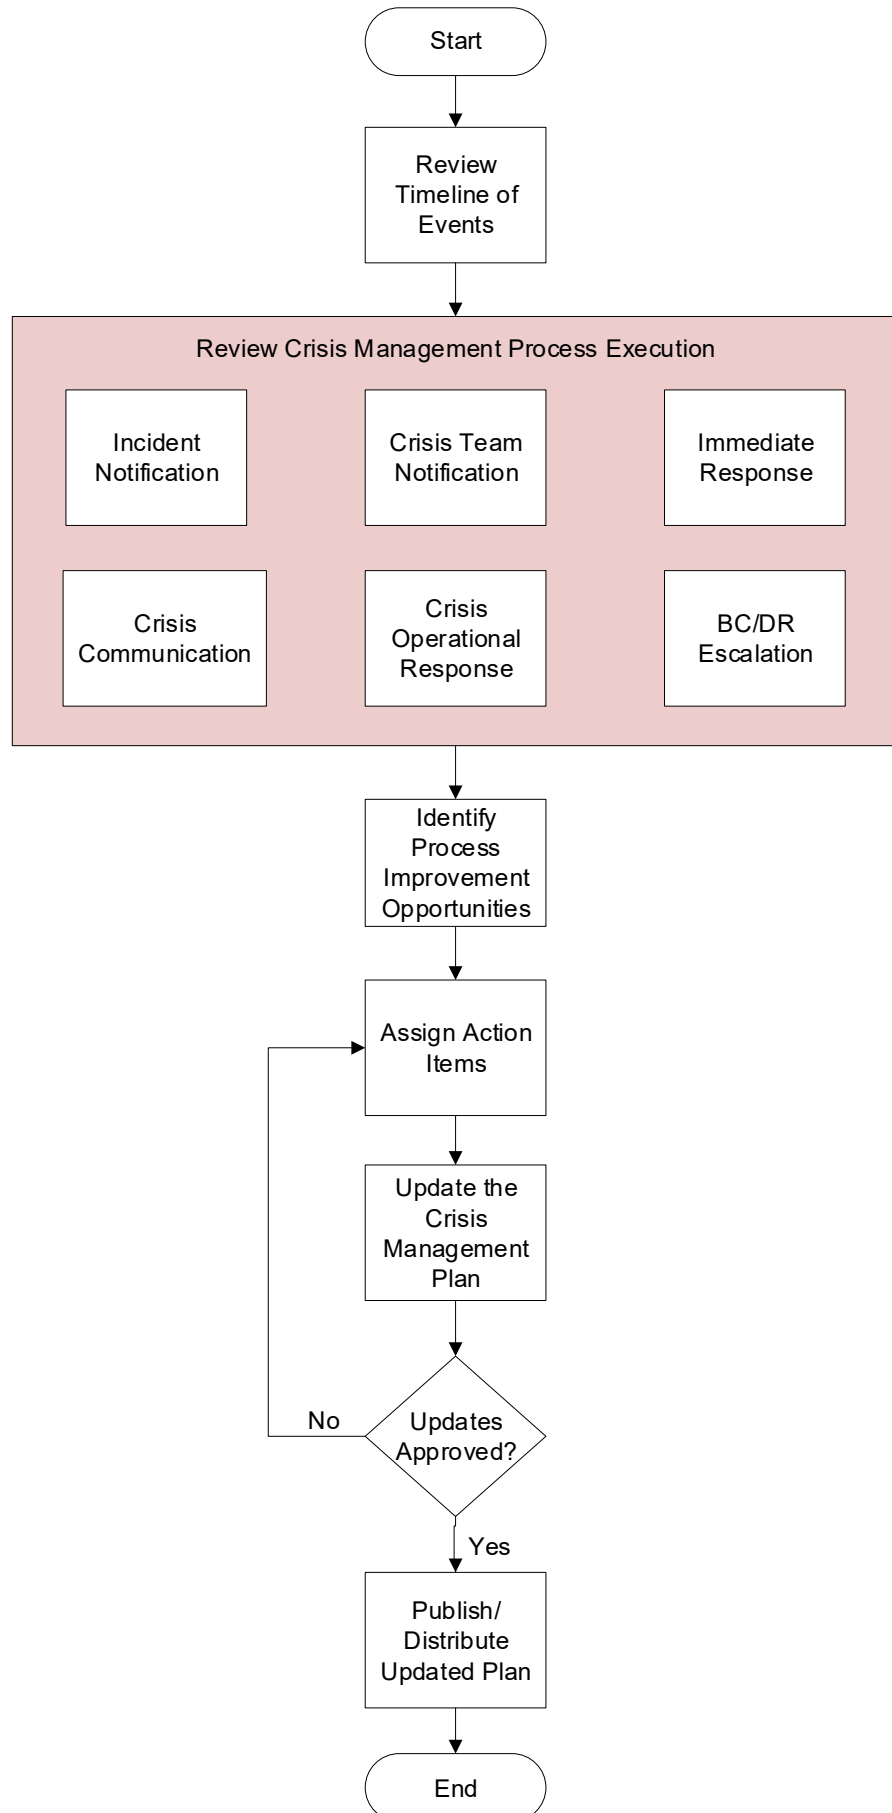 Start
Review
Timeline of
Events
Review Crisis Management Process Execution
Incident
Notification
Crisis Team
Notification
Immediate
Response
Crisis
Communication
Crisis
Operational
Response
BC/DR
Escalation
Identify
Process
Improvement
Opportunities
Assign Action
Items
Update the
Crisis
Management
Plan
Updates
Approved?
No
Yes
Publish/
Distribute
Updated Plan
End